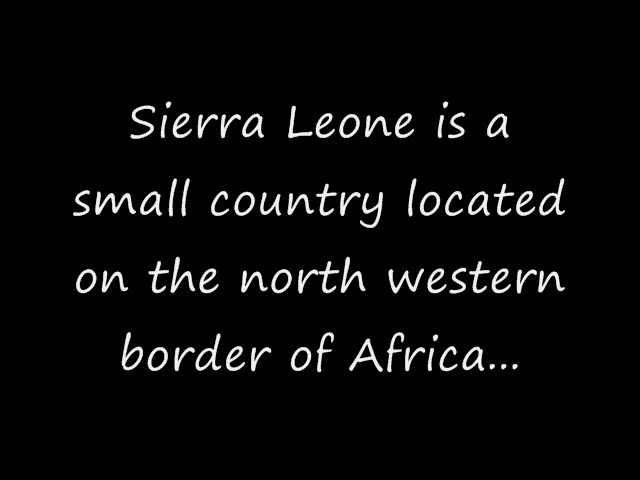 Sierra Leone is a
small country located
on the north western
border of Africa...